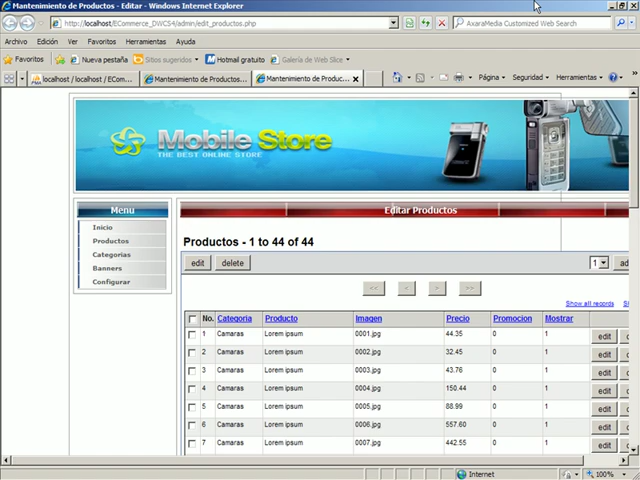 Mantenimiento de Productos - Editar - Windows Internet Explorer
http://localhost/ECommerce_DWCS4/admin/edit_productos.php
AxaraMedia Customized Web Search
Archivo Edición Ver Favoritos Herramientas Ayuda
Favoritos Nueva pestaña Sitios sugeridos Hotmail gratuito Galería de Web Slice
localhost / localhost / ECom... Mantenimiento de Productos... Mantenimiento de Produc... Página Seguridad Herramientas
Mobile Store
THE BEST ONLINE STORE
Menu
Editar Productos
Inicio
Productos
Categorias
Banners
Configurar
Productos - 1 to 44 of 44
edit delete 1 ad
<< < > >>
Show all records
No. Categoria Producto Imagen Precio Promocion Mostrar
1 Camaras Lorem ipsum 0001.jpg 44.35 0 1 edit
2 Camaras Lorem ipsum 0002.jpg 32.45 0 1 edit
3 Camaras Lorem ipsum 0003.jpg 43.76 0 1 edit
4 Camaras Lorem ipsum 0004.jpg 150.44 0 1 edit
5 Camaras Lorem ipsum 0005.jpg 88.99 0 1 edit
6 Camaras Lorem ipsum 0006.jpg 557.60 0 1 edit
7 Camaras Lorem ipsum 0007.jpg 442.55 0 1 edit
Internet 100%